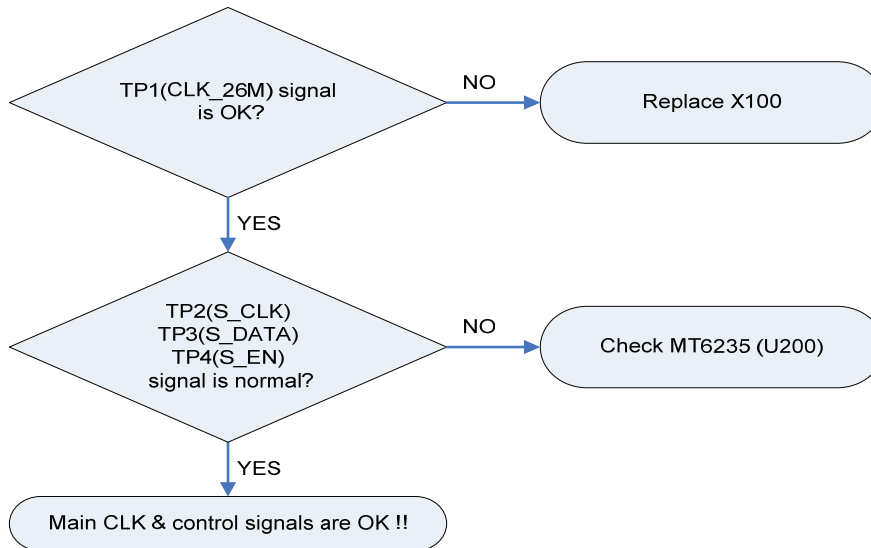 TP1(CLK_26M) signal
is OK?
NO
Replace X100
YES
TP2(S_CLK)
TP3(S_DATA)
TP4(S_EN)
signal is normal?
NO
Check MT6235 (U200)
YES
Main CLK & control signals are OK !!